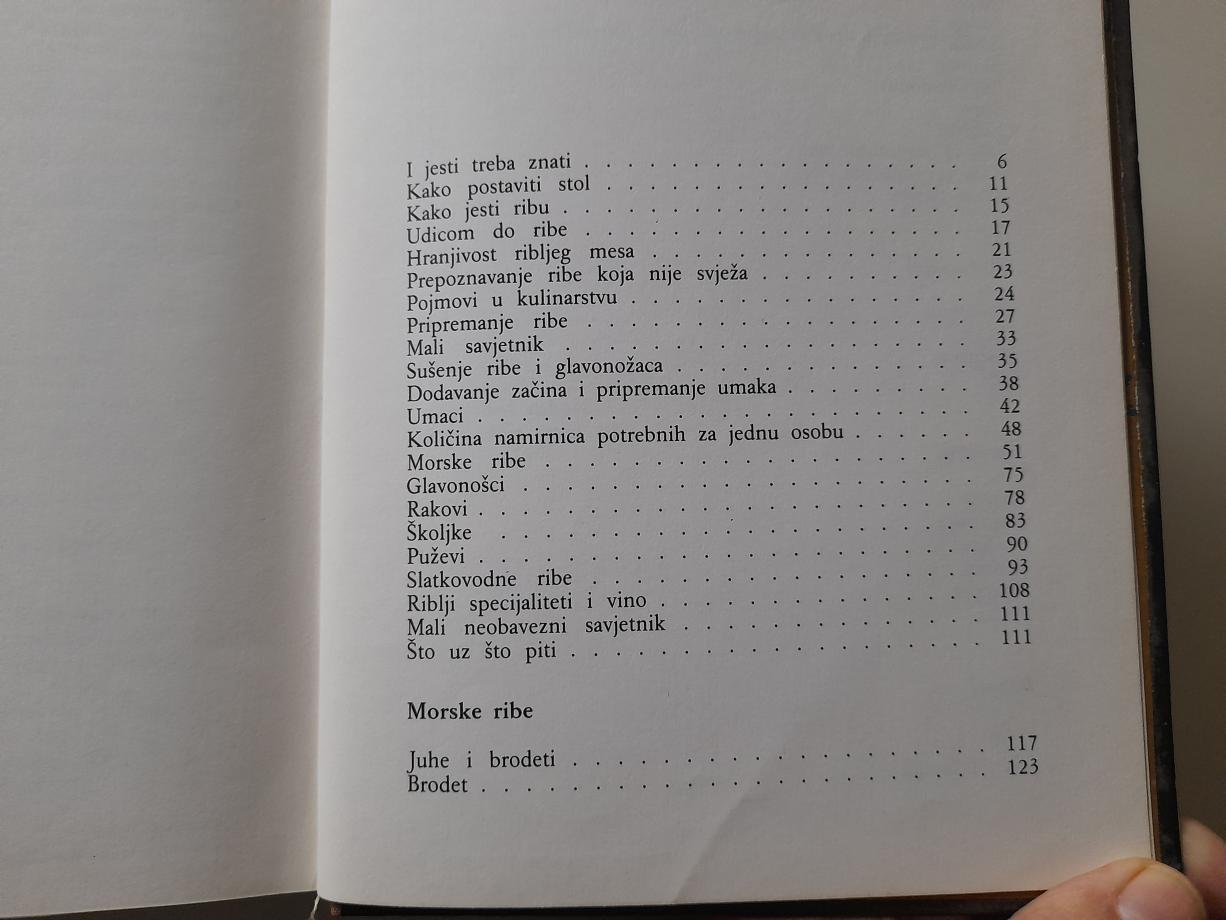 I jesti treba znati . . . . . . . . . . . . . . . . . 6
Kako postaviti stol . . . . . . . . . . . . . . . . 11
Kako jesti ribu . . . . . . . . . . . . . . . . . . 15
Udicom do ribe . . . . . . . . . . . . . . . . . 17
Hranjivost ribljeg mesa . . . . . . . . . . . . . . 21
Prepoznavanje ribe koja nije svježa . . . . . . . . . 23
Pojmovi u kulinarstvu . . . . . . . . . . . . . . . 24
Pripremanje ribe . . . . . . . . . . . . . . . . . 27
Mali savjetnik . . . . . . . . . . . . . . . . . . 33
Sušenje ribe i glavonožaca . . . . . . . . . . . . . 35
Dodavanje začina i pripremanje umaka . . . . . . . . 38
Umaci . . . . . . . . . . . . . . . . . . . . . . 42
Količina namirnica potrebnih za jednu osobu . . . . . . 48
Morske ribe . . . . . . . . . . . . . . . . . . . 51
Glavonošci . . . . . . . . . . . . . . . . . . . . 75
Rakovi . . . . . . . . . . . . . . . . . . . . . . 78
Školjke . . . . . . . . . . . . . . . . . . . . . 83
Puževi . . . . . . . . . . . . . . . . . . . . . . 90
Slatkovodne ribe . . . . . . . . . . . . . . . . . 93
Riblji specijaliteti i vino . . . . . . . . . . . . . . 108
Mali neobavezni savjetnik . . . . . . . . . . . . . 111
Što uz što piti . . . . . . . . . . . . . . . . . . 111
Morske ribe
Juhe i brodeti . . . . . . . . . . . . . . . . . . 117
Brodet . . . . . . . . . . . . . . . . . . . . . . 123